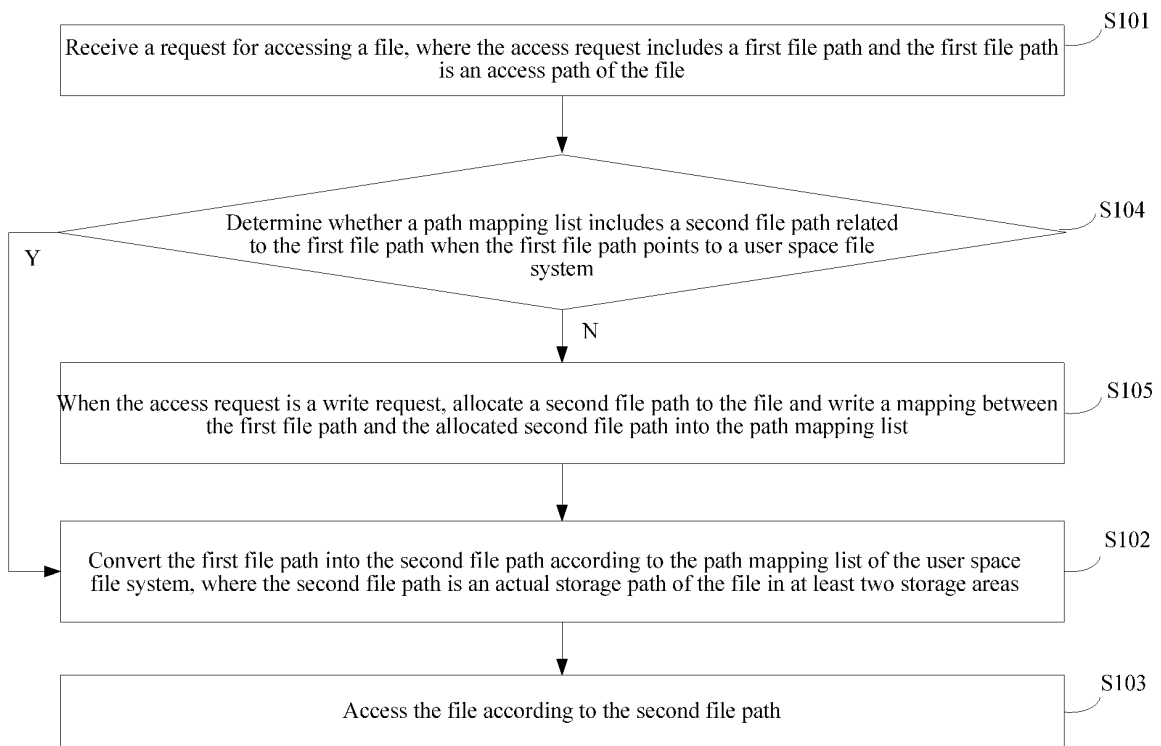 S101
Receive a request for accessing a file, where the access request includes a first file path and the first file path
is an access path of the file
S104
Determine whether a path mapping list includes a second file path related
to the first file path when the first file path points to a user space file
system
Y
N
S105
When the access request is a write request, allocate a second file path to the file and write a mapping between
the first file path and the allocated second file path into the path mapping list
S102
Convert the first file path into the second file path according to the path mapping list of the user space
file system, where the second file path is an actual storage path of the file in at least two storage areas
S103
Access the file according to the second file path